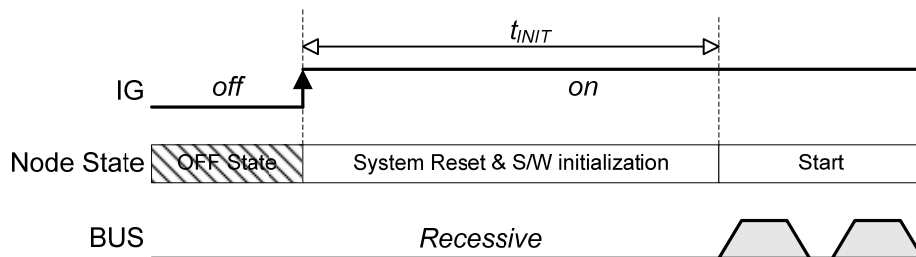 tINIT
IG off on
Node State OFF State System Reset & S/W initialization Start
BUS Recessive